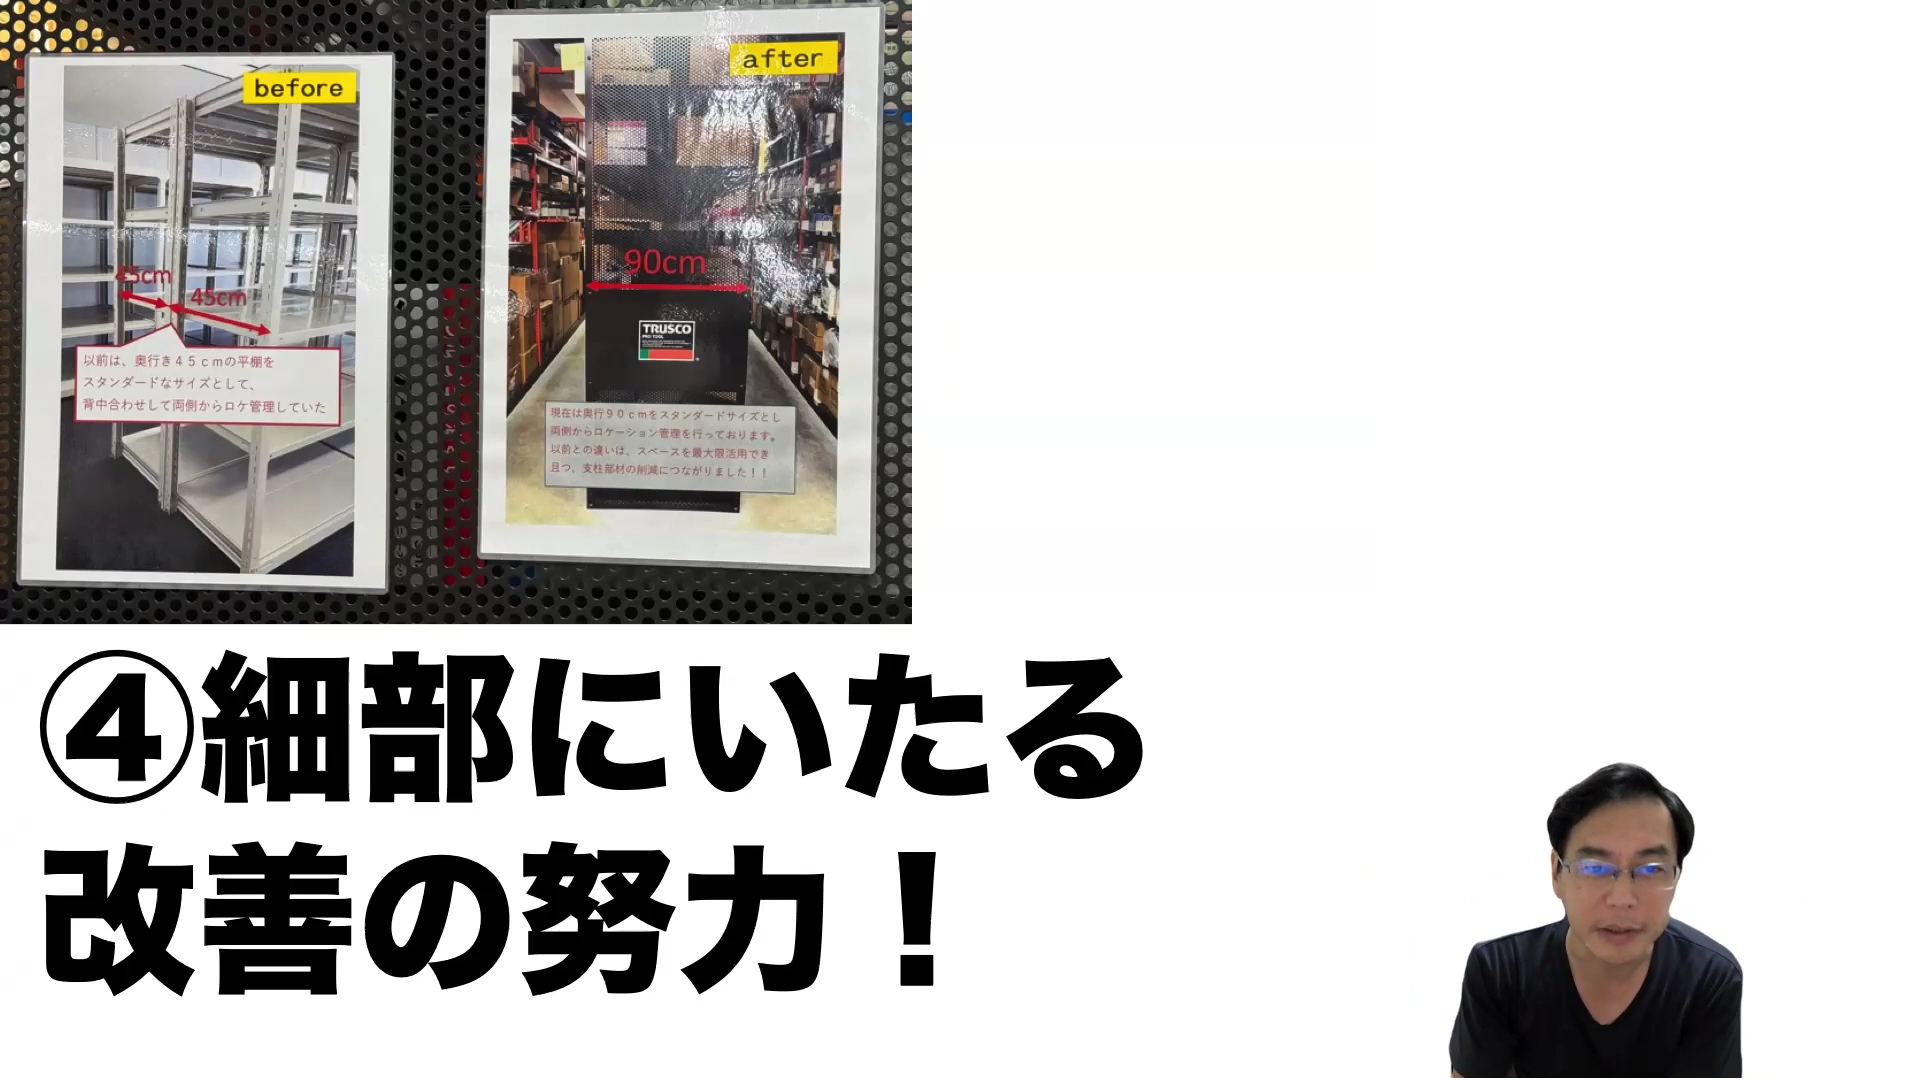 before
45cm
45cm
以前は、奥行き４５ｃｍの平棚を
スタンダードなサイズとして、
背中合わせして両側からロケ管理していた
after
90cm
TRUSCO
PRO TOOL
現在は奥行９０ｃｍをスタンダードサイズとし
両側からロケーション管理を行っております。
以前との違いは、スペースを最大限活用でき
且つ、支柱部材の削減につながりました！！
④細部にいたる
改善の努力！